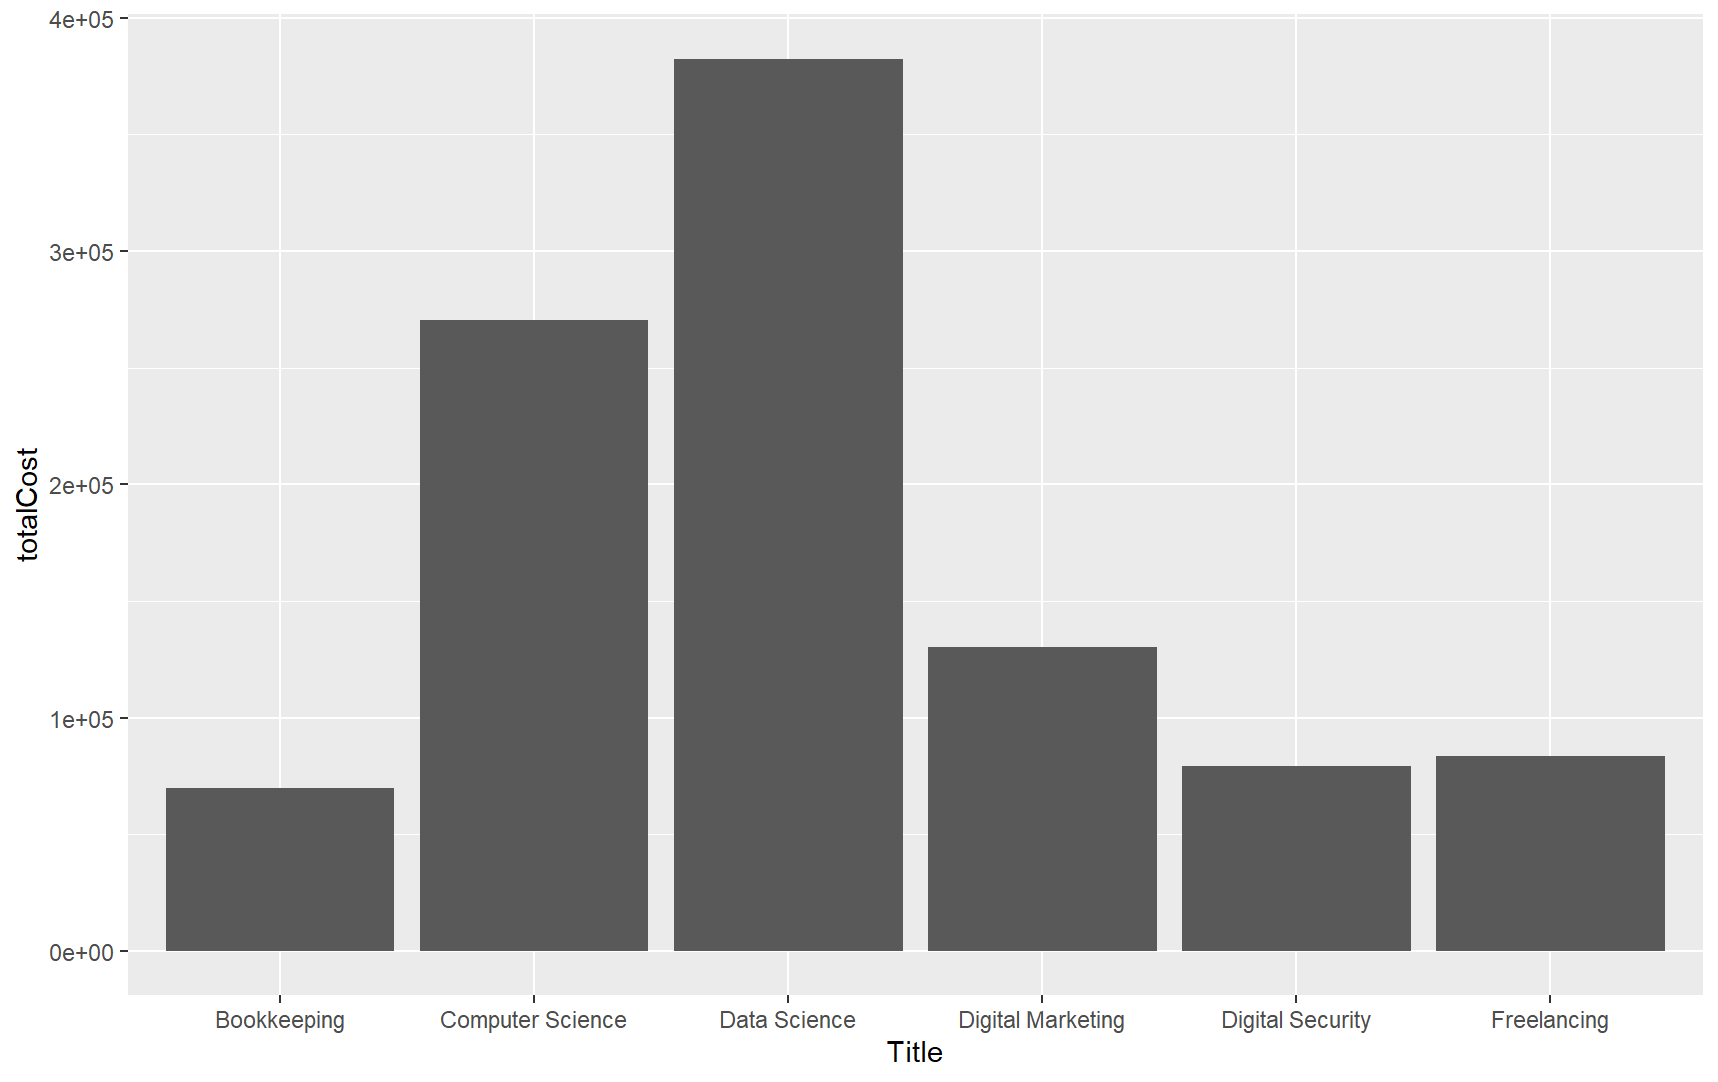 4e+05
3e+05
2e+05
1e+05
0e+00
totalCost
Bookkeeping
Computer Science
Data Science
Digital Marketing
Digital Security
Freelancing
Title